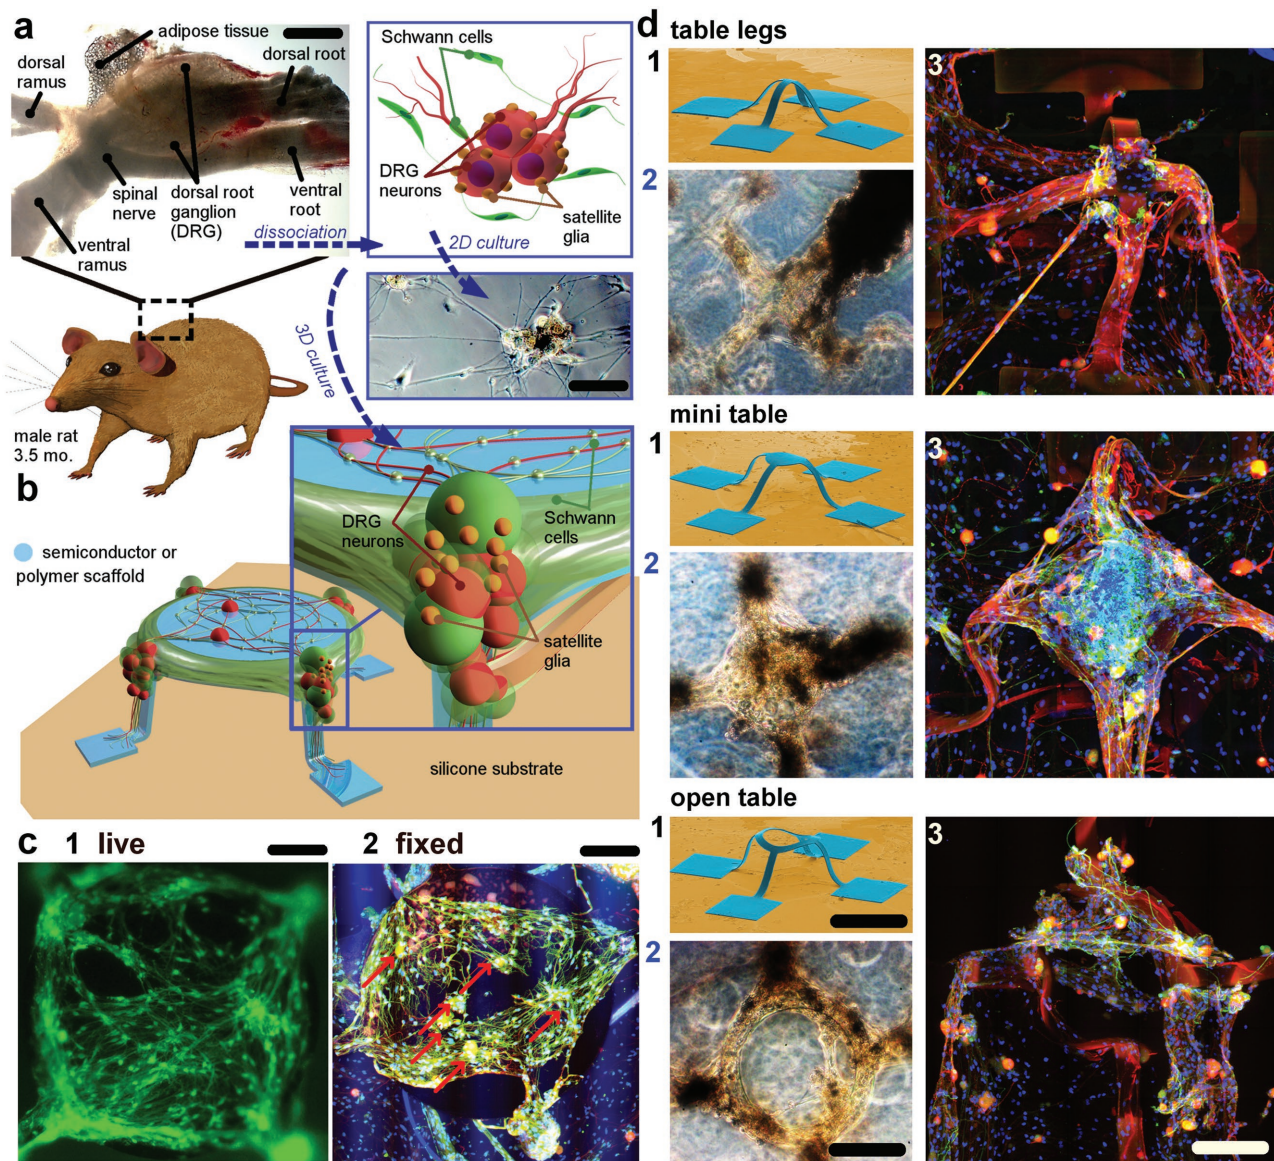 a
adipose tissue
dorsal root
dorsal
ramus
spinal
nerve
dorsal root
ganglion
(DRG)
ventral
root
ventral
ramus
dissociation
Schwann cells
DRG
neurons
satellite
glia
2D culture
3D culture
male rat
3.5 mo.
b
semiconductor or
polymer scaffold
DRG
neurons
Schwann
cells
satellite
glia
silicone substrate
c 1 live
2 fixed
d table legs
1
2
3
mini table
1
2
3
open table
1
2
3